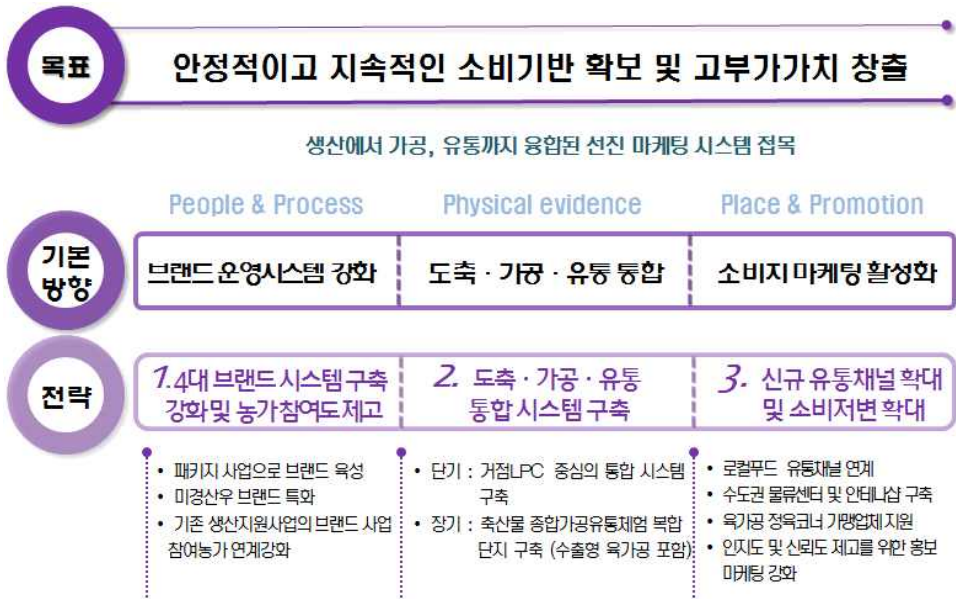 목표
안정적이고 지속적인 소비기반 확보 및 고부가가치 창출
생산에서 가공, 유통까지 융합된 선진 마케팅 시스템 접목
People & Process
Physical evidence
Place & Promotion
기본
방향
브랜드 운영시스템 강화
도축 · 가공 · 유통 통합
소비지 마케팅 활성화
전략
1.4대 브랜드 시스템 구축
강화 및 농가 참여도 제고
2. 도축 · 가공 · 유통
통합 시스템 구축
3. 신규 유통채널 확대
및 소비저변 확대
• 패키지 사업으로 브랜드 육성
• 미경산우 브랜드 특화
• 기존 생산지원사업의 브랜드 사업
참여농가 연계강화
• 단기 : 거점LPC 중심의 통합 시스템
구축
• 장기 : 축산물 종합가공유통체험 복합
단지 구축 (수출형 육가공 포함)
• 로컬푸드 유통채널 연계
• 수도권 물류센터 및 안테나샵 구축
• 육가공 정육코너 가맹업체 지원
• 인지도 및 신뢰도 제고를 위한 홍보
마케팅 강화